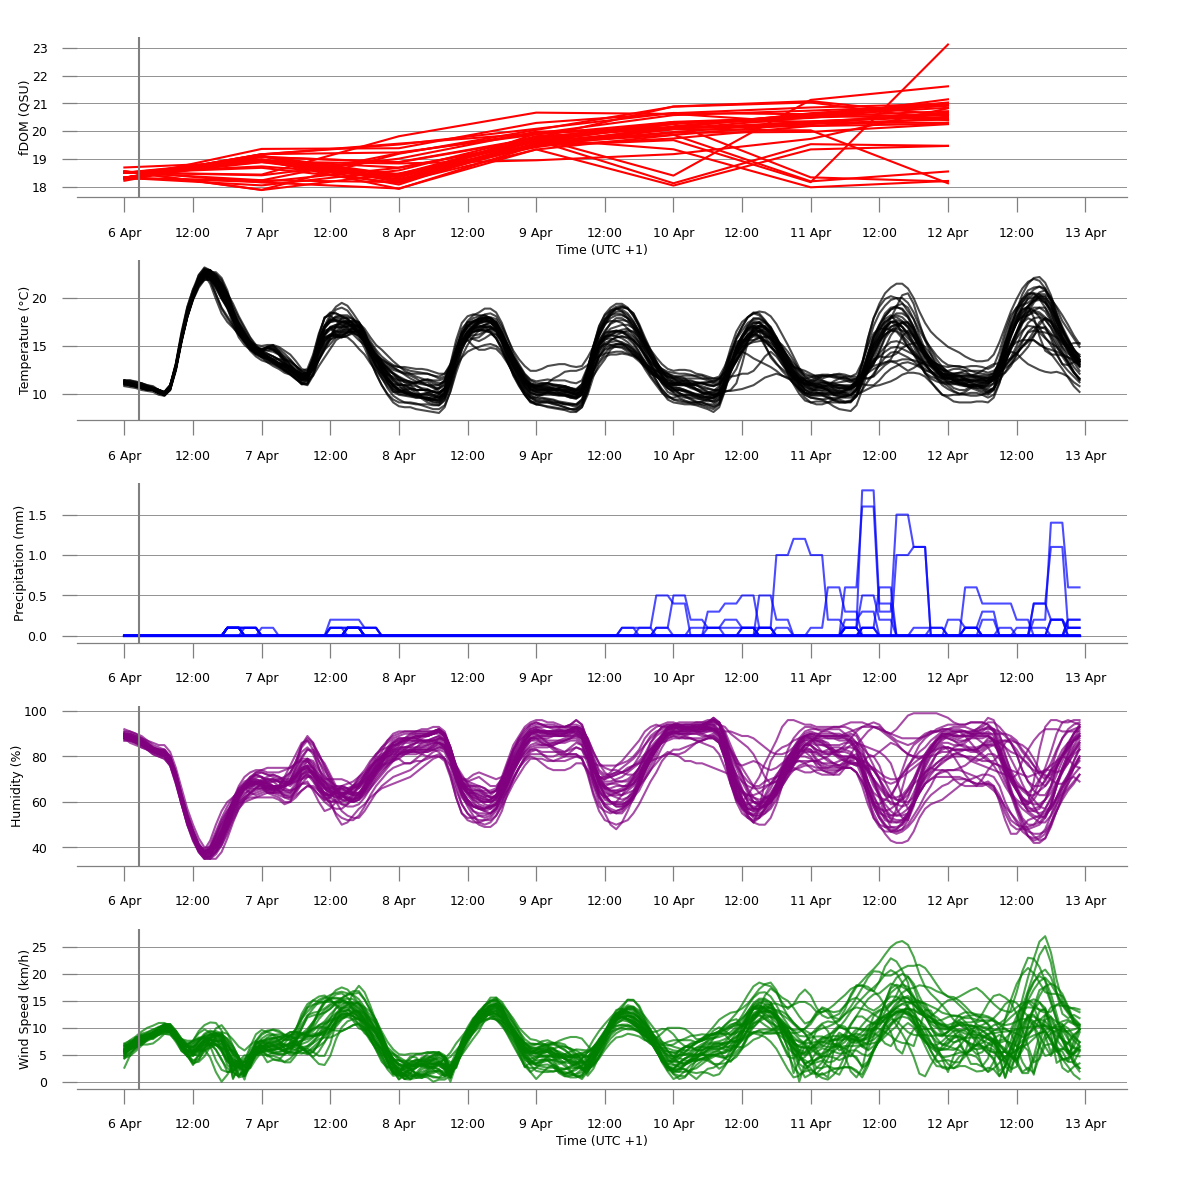 fDOM (QSU)
23
22
21
20
19
18
6 Apr 12:00 7 Apr 12:00 8 Apr 12:00 9 Apr 12:00 10 Apr 12:00 11 Apr 12:00 12 Apr 12:00 13 Apr
Time (UTC +1)
Temperature (°C)
20
15
10
6 Apr 12:00 7 Apr 12:00 8 Apr 12:00 9 Apr 12:00 10 Apr 12:00 11 Apr 12:00 12 Apr 12:00 13 Apr
Precipitation (mm)
1.5
1.0
0.5
0.0
6 Apr 12:00 7 Apr 12:00 8 Apr 12:00 9 Apr 12:00 10 Apr 12:00 11 Apr 12:00 12 Apr 12:00 13 Apr
Humidity (%)
100
80
60
40
6 Apr 12:00 7 Apr 12:00 8 Apr 12:00 9 Apr 12:00 10 Apr 12:00 11 Apr 12:00 12 Apr 12:00 13 Apr
Wind Speed (km/h)
25
20
15
10
5
0
6 Apr 12:00 7 Apr 12:00 8 Apr 12:00 9 Apr 12:00 10 Apr 12:00 11 Apr 12:00 12 Apr 12:00 13 Apr
Time (UTC +1)